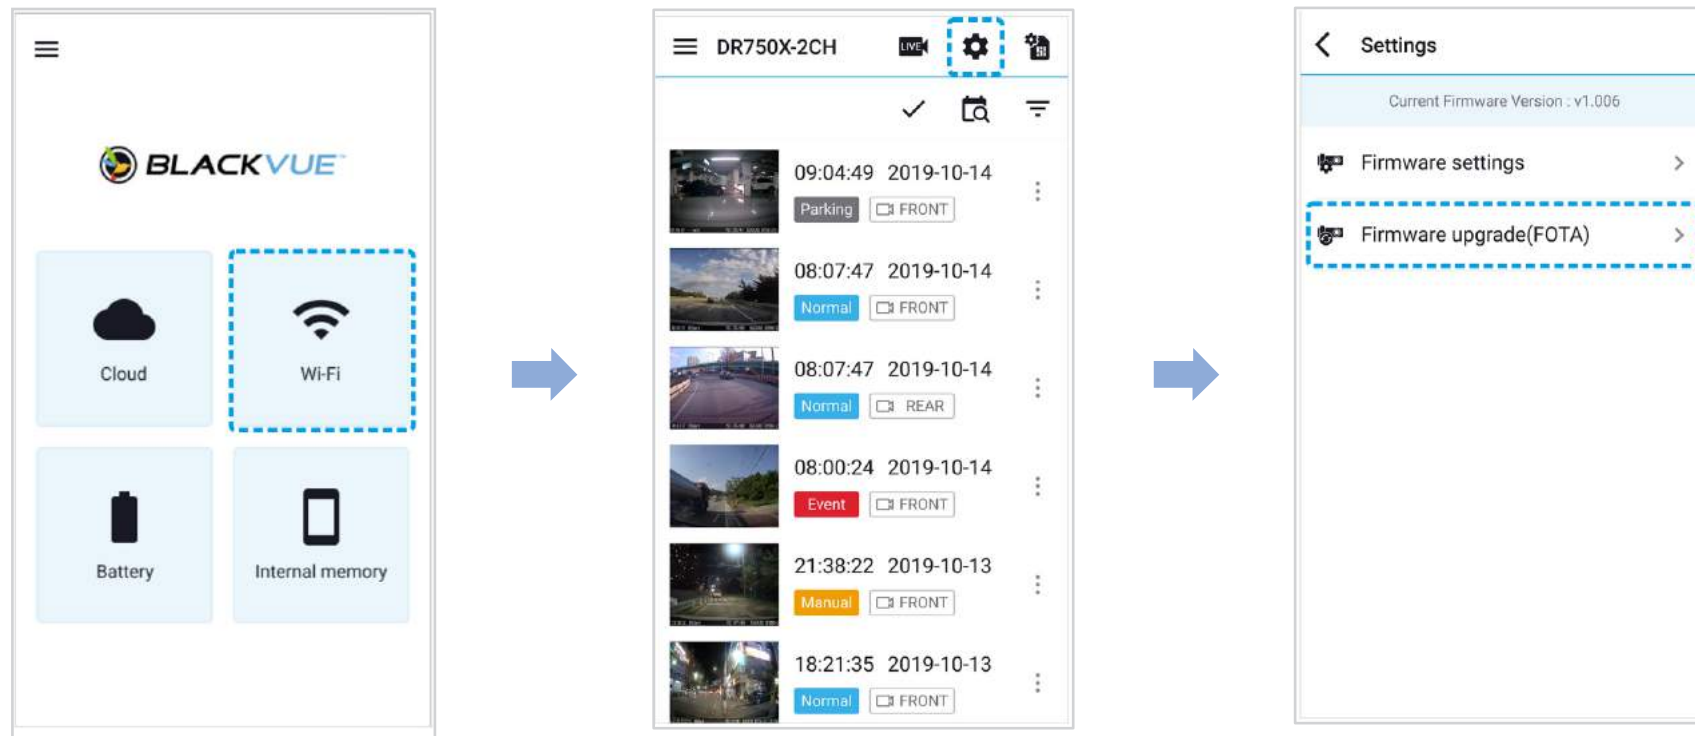 BLACKVUE
Cloud
Wi-Fi
Battery
Internal memory
DR750X-2CH
LIVE
09:04:49 2019-10-14
Parking FRONT
08:07:47 2019-10-14
Normal FRONT
08:07:47 2019-10-14
Normal REAR
08:00:24 2019-10-14
Event FRONT
21:38:22 2019-10-13
Manual FRONT
18:21:35 2019-10-13
Normal FRONT
Settings
Current Firmware Version : v1.006
Firmware settings
Firmware upgrade(FOTA)